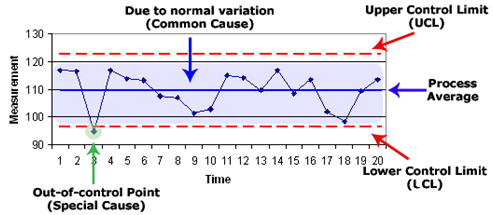 Due to normal variation
(Common Cause)
Upper Control Limit
(UCL)
130
120
110
100
90
Measurement
Process
Average
1 2 3 4 5 6 7 8 9 10 11 12 13 14 15 16 17 18 19 20
Time
Out-of-control Point
(Special Cause)
Lower Control Limit
(LCL)